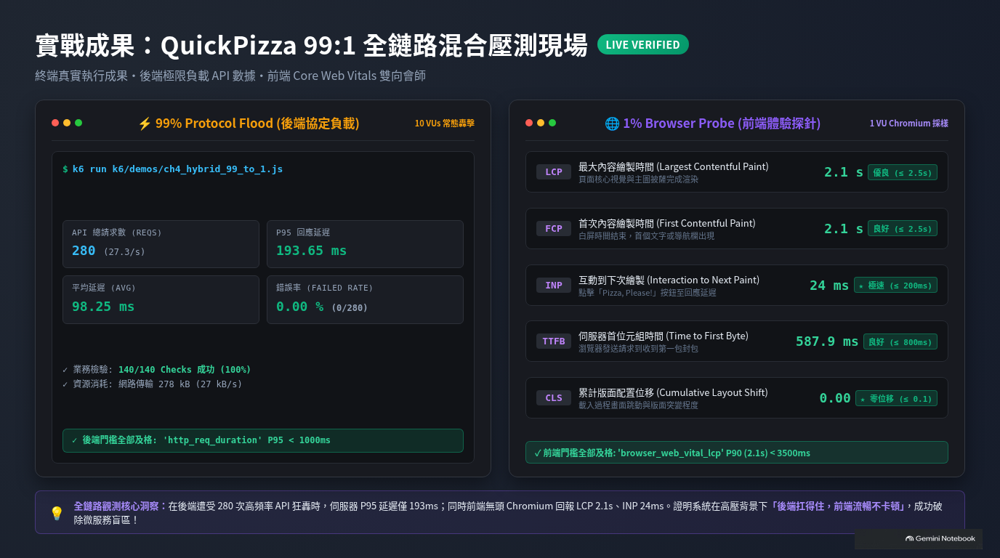 實戰成果：QuickPizza 99:1 全鏈路混合壓測現場 LIVE VERIFIED
終端真實執行成果・後端極限負載 API 數據・前端 Core Web Vitals 雙向會師
⚡ 99% Protocol Flood (後端協定負載) 10 VUs 常態轟擊
$ k6 run k6/demos/ch4_hybrid_99_to_1.js
API 總請求數 (REQS)
280 (27.3/s)
P95 回應延遲
193.65 ms
平均延遲 (AVG)
98.25 ms
錯誤率 (FAILED RATE)
0.00 % (0/280)
✓ 業務檢驗: 140/140 Checks 成功 (100%)
✓ 資源消耗: 網路傳輸 278 kB (27 kB/s)
✓ 後端門檻全部及格: 'http_req_duration' P95 < 1000ms
🌐 1% Browser Probe (前端體驗探針) 1 VU Chromium 採樣
LCP 最大內容繪製時間 (Largest Contentful Paint) 2.1 s 優良 (≤ 2.5s)
頁面核心視覺與主圖披薩完成渲染
FCP 首次內容繪製時間 (First Contentful Paint) 2.1 s 良好 (≤ 2.5s)
白屏時間結束，首個文字或導航欄出現
INP 互動到下次繪製 (Interaction to Next Paint) 24 ms ★ 極速 (≤ 200ms)
點擊「Pizza, Please!」按鈕至回應延遲
TTFB 伺服器首位元組時間 (Time to First Byte) 587.9 ms 良好 (≤ 800ms)
瀏覽器發送請求到收到第一包封包
CLS 累計版面配置位移 (Cumulative Layout Shift) 0.00 ★ 零位移 (≤ 0.1)
載入過程畫面跳動與版面突變程度
✓ 前端門檻全部及格: 'browser_web_vital_lcp' P90 (2.1s) < 3500ms
💡 全鏈路觀測核心洞察：在後端遭受 280 次高頻率 API 狂轟時，伺服器 P95 延遲僅 193ms；同時前端無頭 Chromium 回報 LCP 2.1s、INP 24ms。證明系統在高壓背景下「後端扛得住，前端流暢不卡頓」，成功破
除微服務盲區！
Gemini Notebook